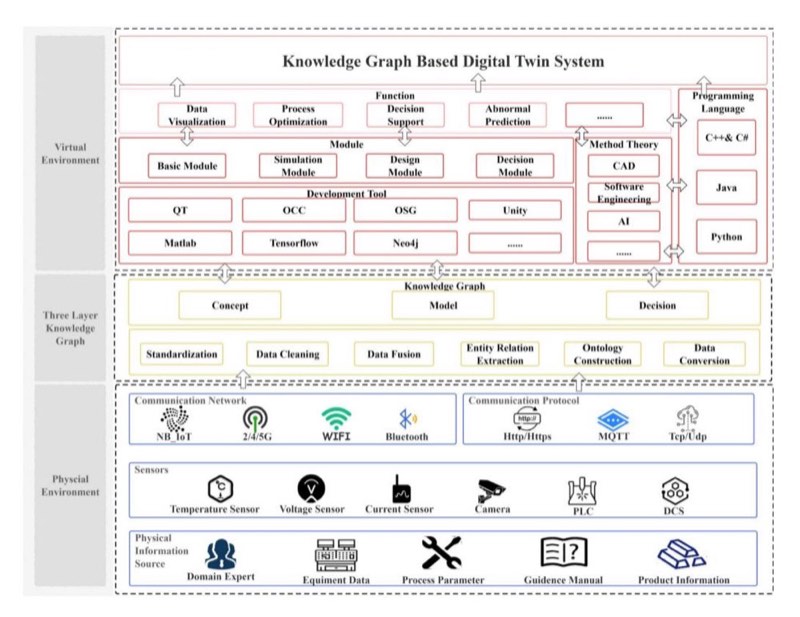 Knowledge Graph Based Digital Twin System
Virtual
Environment
Function
Data
Visualization
Process
Optimization
Decision
Support
Abnormal
Prediction
......
Programming
Language
C++& C#
Java
Python
Module
Basic Module
Simulation
Module
Design
Module
Decision
Module
Method Theory
CAD
Software
Engineering
AI
......
Development Tool
QT
OCC
OSG
Unity
Matlab
Tensorflow
Neo4j
......
Three Layer
Knowledge
Graph
Knowledge Graph
Concept
Model
Decision
Standardization
Data Cleaning
Data Fusion
Entity Relation
Extraction
Ontology
Construction
Data
Conversion
Physcial
Environment
Communication Network
NB_IoT
2/4/5G
WIFI
Bluetooth
Communication Protocol
http://
Http/Https
MQTT
Tcp/Udp
Sensors
°C
Temperature Sensor
V
Voltage Sensor
Current Sensor
Camera
PLC
DCS
Physical
Information
Source
Domain Expert
Equiment Data
Process Parameter
?
Guidence Manual
Product Information